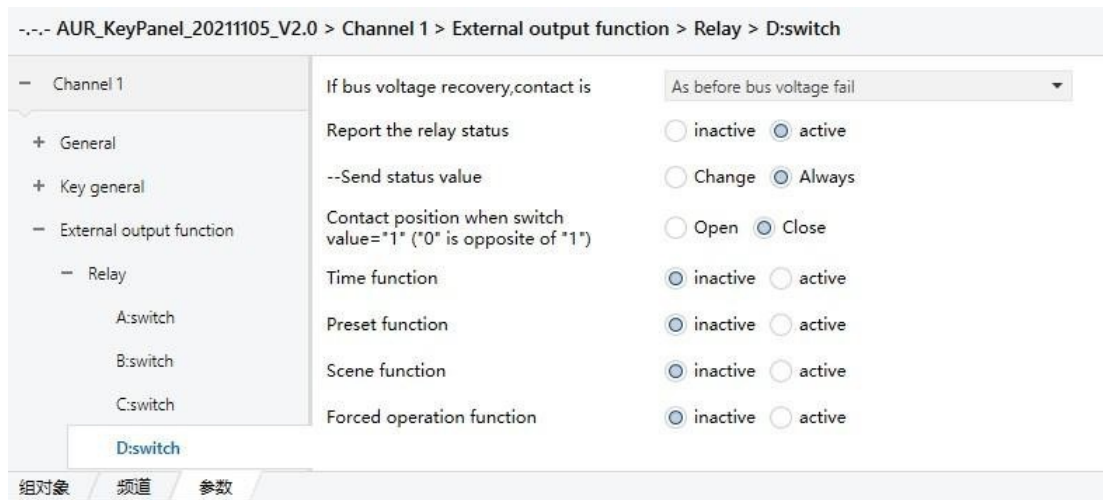 -.-.- AUR_KeyPanel_20211105_V2.0 > Channel 1 > External output function > Relay > D:switch
− Channel 1
+ General
+ Key general
− External output function
− Relay
A:switch
B:switch
C:switch
D:switch
If bus voltage recovery,contact is As before bus voltage fail
Report the relay status inactive active
--Send status value Change Always
Contact position when switch
value="1" ("0" is opposite of "1") Open Close
Time function inactive active
Preset function inactive active
Scene function inactive active
Forced operation function inactive active
组对象 频道 参数